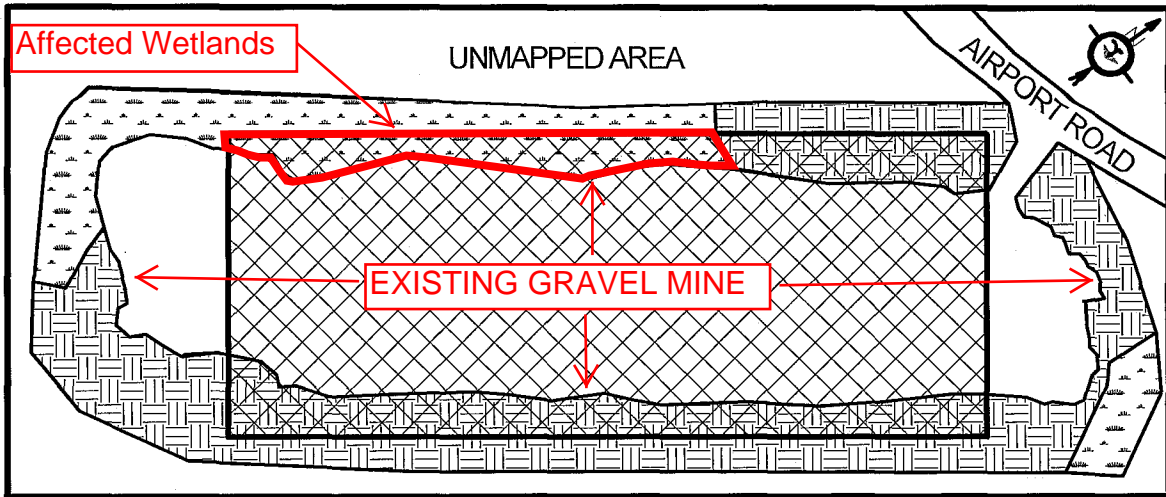 Affected Wetlands
UNMAPPED AREA
AIRPORT ROAD
EXISTING GRAVEL MINE